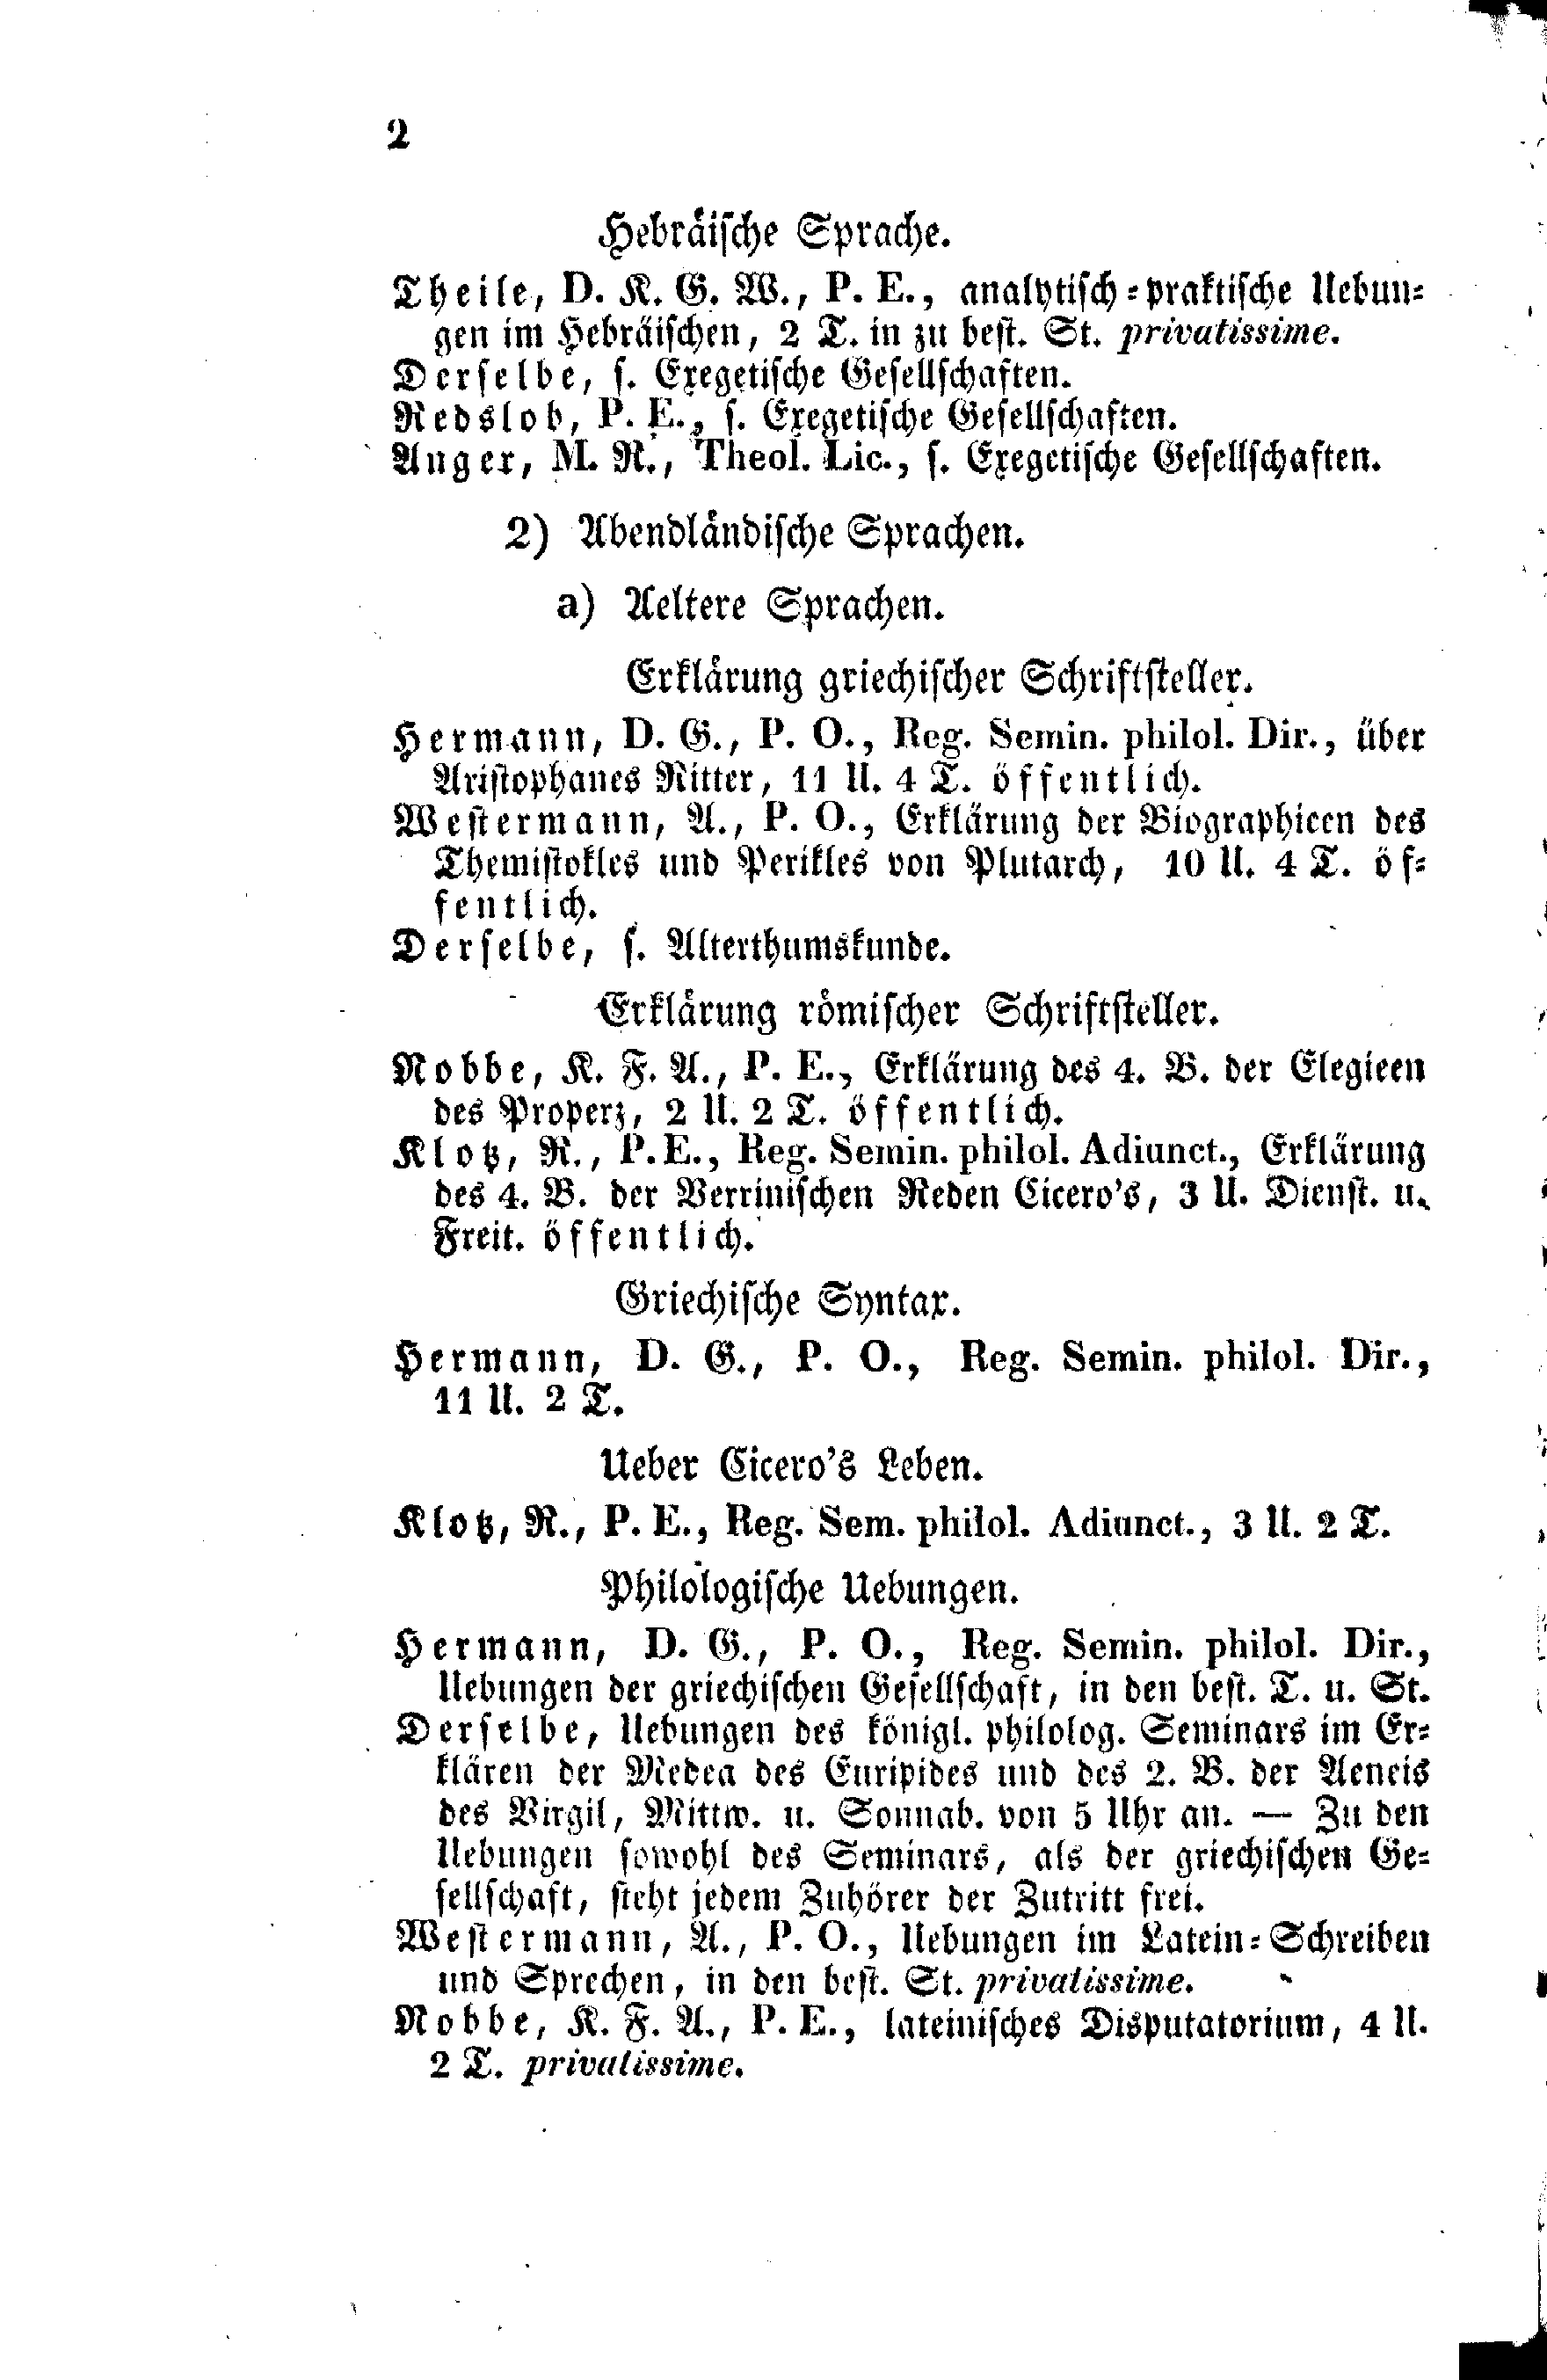 2
Hebräische Sprache.
Theile, D. K. G. W., P. E., analytisch-praktische Uebun-
gen im Hebräischen, 2 T. in zu best. St. privatissime.
Derselbe, s. Exegetische Gesellschaften.
Redslob, P. E., s. Exegetische Gesellschaften.
Anger, M. R., Theol. Lic., s. Exegetische Gesellschaften.
2) Abendländische Sprachen.
a) Aeltere Sprachen.
Erklärung griechischer Schriftsteller.
Hermann, D. G., P. O., Reg. Semin. philol. Dir., über
Aristophanes Ritter, 11 U. 4 T. öffentlich.
Westermann, A., P. O., Erklärung der Biographieen des
Themistokles und Perikles von Plutarch, 10 U. 4 T. öf-
fentlich.
Derselbe, s. Alterthumskunde.
Erklärung römischer Schriftsteller.
Nobbe, K. F. A., P. E., Erklärung des 4. B. der Elegieen
des Properz, 2 U. 2 T. öffentlich.
Klotz, R., P. E., Reg. Semin. philol. Adiunct., Erklärung
des 4. B. der Verrinischen Reden Cicero's, 3 U. Dienst. u.
Freit. öffentlich.
Griechische Syntax.
Hermann, D. G., P. O., Reg. Semin. philol. Dir.,
11 U. 2 T.
Ueber Cicero's Leben.
Klotz, R., P. E., Reg. Sem. philol. Adiunct., 3 U. 2 T.
Philologische Uebungen.
Hermann, D. G., P. O., Reg. Semin. philol. Dir.,
Uebungen der griechischen Gesellschaft, in den best. T. u. St.
Derselbe, Uebungen des königl. philolog. Seminars im Er-
klären der Medea des Euripides und des 2. B. der Aeneis
des Virgil, Mittw. u. Sonnab. von 5 Uhr an. — Zu den
Uebungen sowohl des Seminars, als der griechischen Ge-
sellschaft, steht jedem Zuhörer der Zutritt frei.
Westermann, A., P. O., Uebungen im Latein-Schreiben
und Sprechen, in den best. St. privatissime.
Nobbe, K. F. A., P. E., lateinisches Disputatorium, 4 U.
2 T. privatissime.